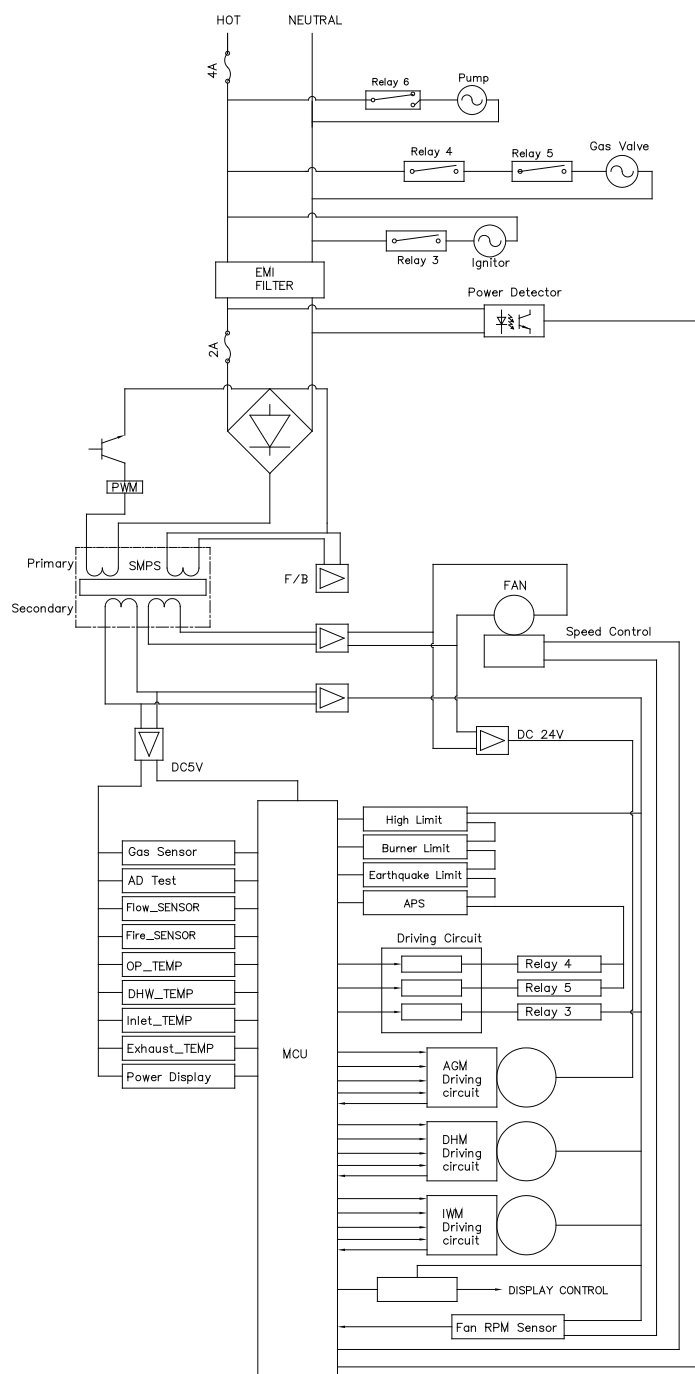 HOT
NEUTRAL
4A
Relay 6
Pump
Relay 4
Relay 5
Gas Valve
Relay 3
Ignitor
EMI
FILTER
Power Detector
2A
PWM
Primary
SMPS
F/B
Secondary
FAN
Speed Control
DC 24V
DC5V
High Limit
Burner Limit
Earthquake Limit
APS
Gas Sensor
AD Test
Flow_SENSOR
Fire_SENSOR
OP_TEMP
DHW_TEMP
Inlet_TEMP
Exhaust_TEMP
Power Display
MCU
Driving Circuit
Relay 4
Relay 5
Relay 3
AGM
Driving
circuit
DHM
Driving
circuit
IWM
Driving
circuit
DISPLAY CONTROL
Fan RPM Sensor